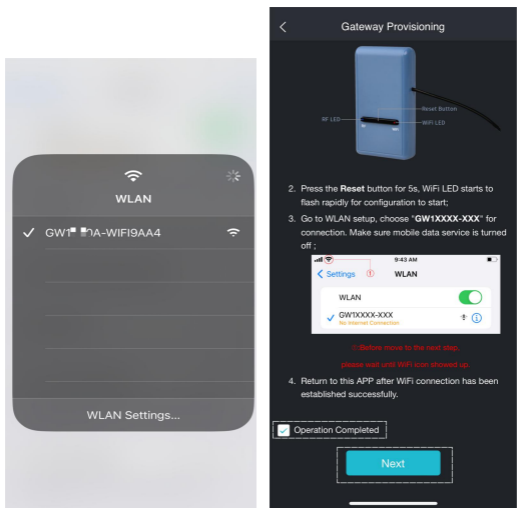 WLAN
WLAN Settings...
Gateway Provisioning
Reset Button
RF LED
WiFi LED
2. Press the Reset button for 5s, WiFi LED starts to
flash rapidly for configuration to start;
3. Go to WLAN setup, choose "GW1XXXX-XXX" for
connection. Make sure mobile data service is turned
off ;
9:43 AM
Settings ① WLAN
WLAN
GW1XXXX-XXX
No Internet Connection
①Before move to the next step,
please wait until WiFi icon showed up.
4. Return to this APP after WiFi connection has been
established successfully.
Operation Completed
Next